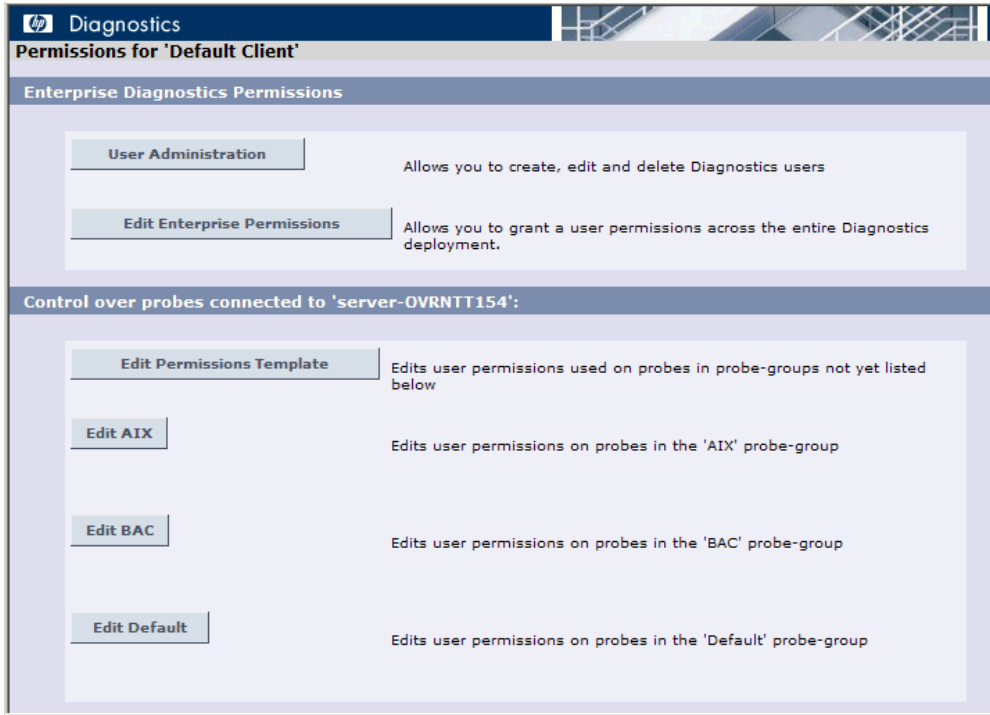 hp Diagnostics
Permissions for 'Default Client'
Enterprise Diagnostics Permissions
User Administration
Allows you to create, edit and delete Diagnostics users
Edit Enterprise Permissions
Allows you to grant a user permissions across the entire Diagnostics
deployment.
Control over probes connected to 'server-OVRNTT154':
Edit Permissions Template
Edits user permissions used on probes in probe-groups not yet listed
below
Edit AIX
Edits user permissions on probes in the 'AIX' probe-group
Edit BAC
Edits user permissions on probes in the 'BAC' probe-group
Edit Default
Edits user permissions on probes in the 'Default' probe-group